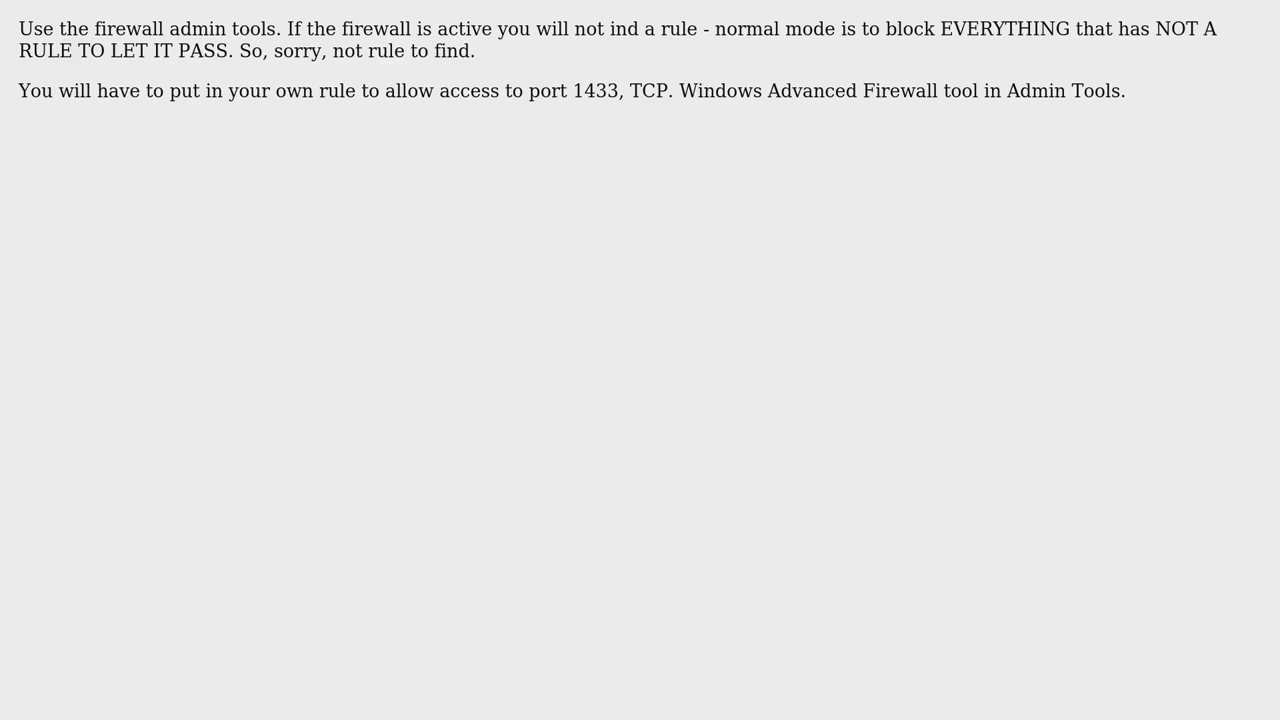 Use the firewall admin tools. If the firewall is active you will not ind a rule - normal mode is to block EVERYTHING that has NOT A
RULE TO LET IT PASS. So, sorry, not rule to find.
You will have to put in your own rule to allow access to port 1433, TCP. Windows Advanced Firewall tool in Admin Tools.